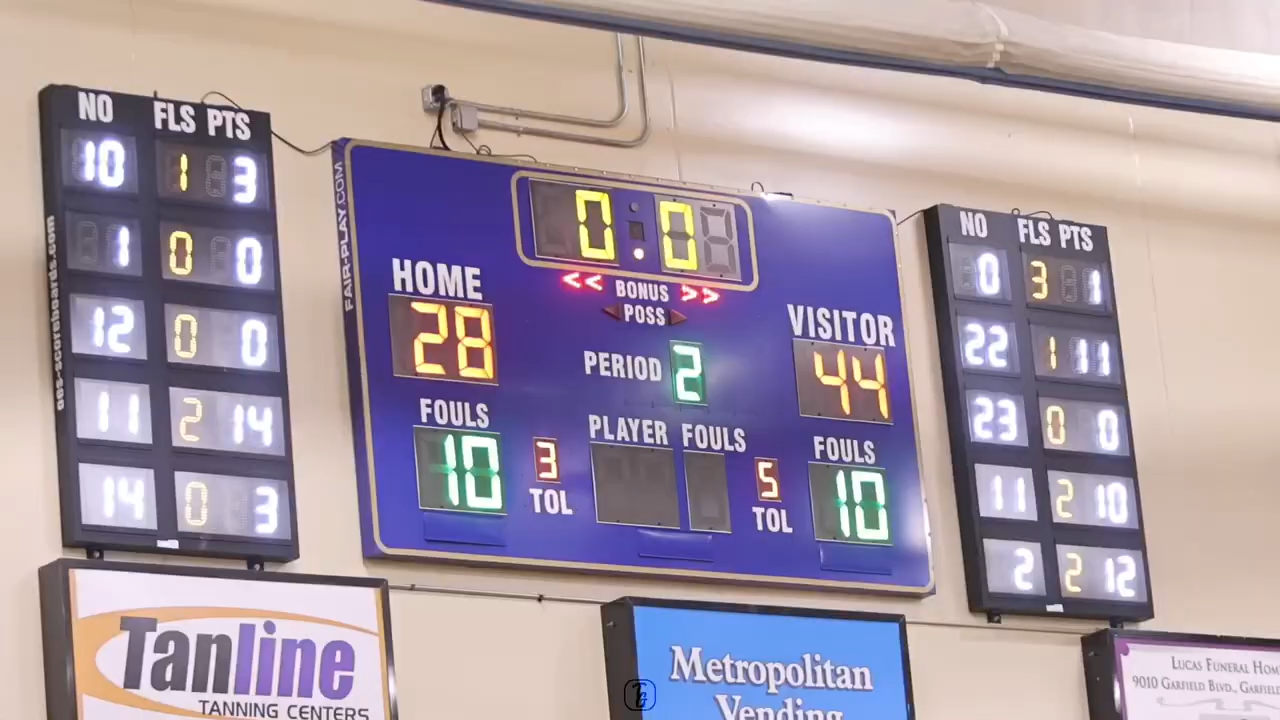 NO FLS PTS
10 1 3
1 0 0
12 0 0
11 2 14
14 0 3
oes-scoreboards.com
FAIR-PLAY.COM
0:0
<< BONUS >>
POSS
HOME
28
VISITOR
44
PERIOD 2
FOULS
10
3
TOL
PLAYER FOULS
5
TOL
FOULS
10
NO FLS PTS
0 3 1
22 1 11
23 0 0
11 2 10
2 2 12
Tanline
TANNING CENTERS
Metropolitan
Vending
LUCAS FUNERAL HOM
9010 GARFIELD BLVD., GARFIEL